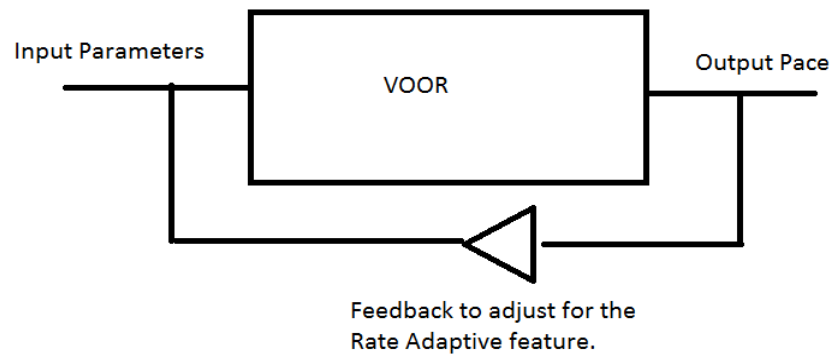 Input Parameters
VOOR
Output Pace
Feedback to adjust for the
Rate Adaptive feature.